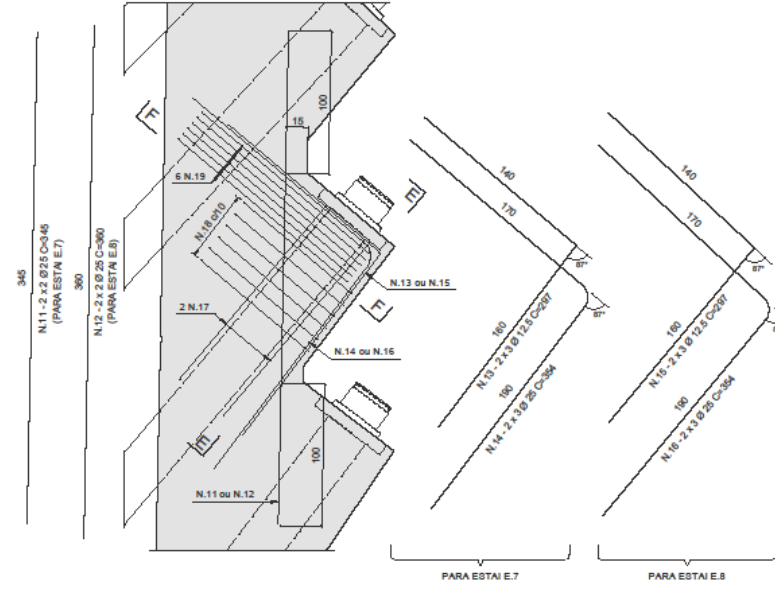 345
N.11 - 2 x 2 Ø 25 C=345
(PARA ESTAI E.7)
360
N.12 - 2 x 2 Ø 25 C=360
(PARA ESTAI E.8)
F
100
15
6 N.19
E
N.18 c/10
N.13 ou N.15
F
2 N.17
N.14 ou N.16
E
100
N.11 ou N.12
140
170
87°
160
N.13 - 2 x 3 Ø 12.5 C=297
87°
190
N.14 - 2 x 3 Ø 25 C=354
PARA ESTAI E.7
140
170
87°
160
N.15 - 2 x 3 Ø 12.5 C=297
190
N.16 - 2 x 3 Ø 25 C=354
PARA ESTAI E.8